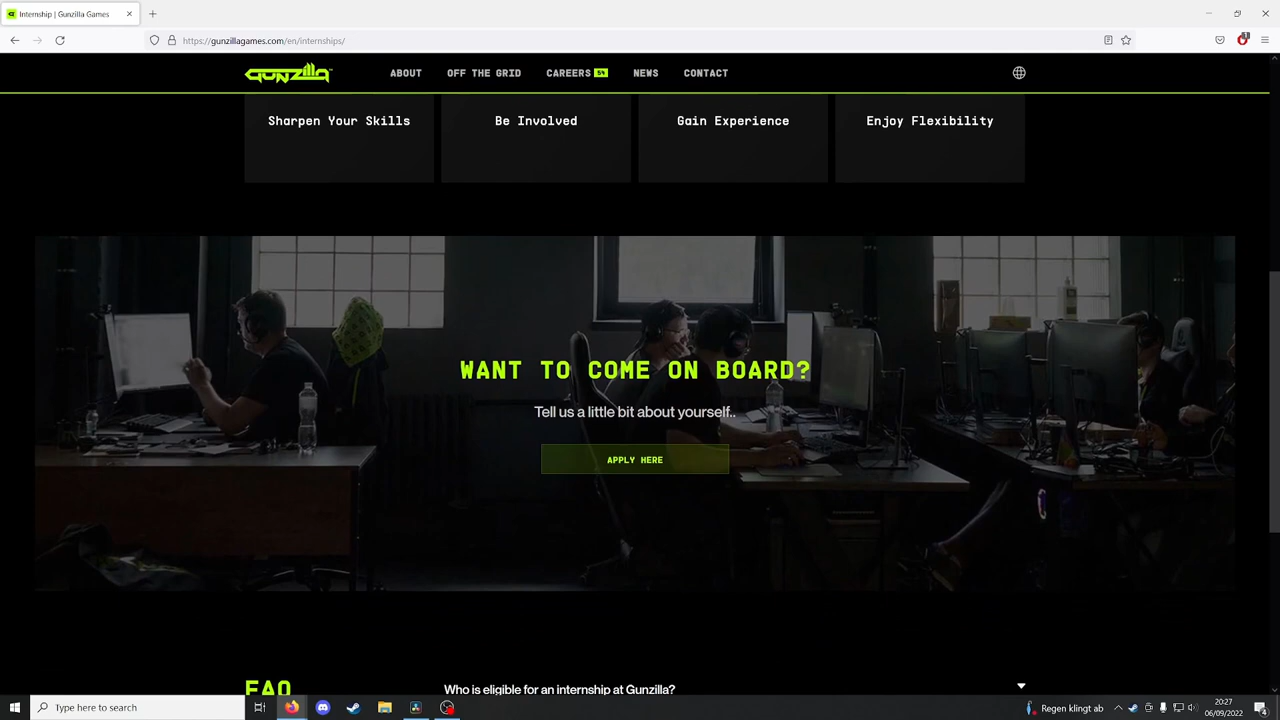 Internship | Gunzilla Games
https://gunzillagames.com/en/internships/
1
GUNZILLA
ABOUT
OFF THE GRID
CAREERS 54
NEWS
CONTACT
Sharpen Your Skills
Be Involved
Gain Experience
Enjoy Flexibility
WANT TO COME ON BOARD?
Tell us a little bit about yourself..
APPLY HERE
FAQ
Who is eligible for an internship at Gunzilla?
Type here to search
Regen klingt ab
20:27
06/09/2022
4